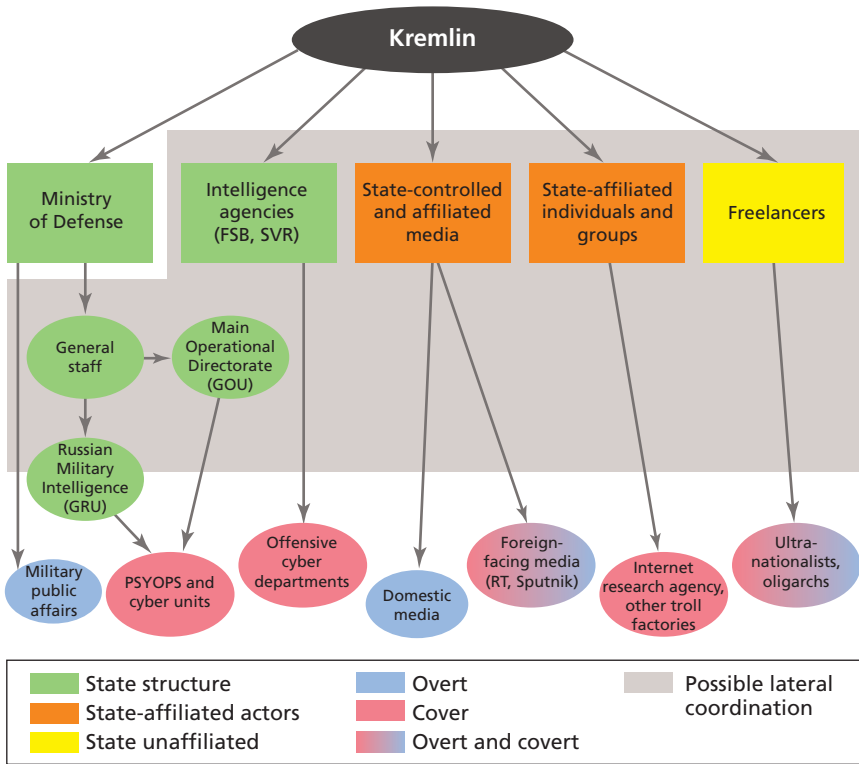 Kremlin
Ministry
of Defense
Intelligence
agencies
(FSB, SVR)
State-controlled
and affiliated
media
State-affiliated
individuals and
groups
Freelancers
General
staff
Main
Operational
Directorate
(GOU)
Russian
Military
Intelligence
(GRU)
Military
public
affairs
PSYOPS and
cyber units
Offensive
cyber
departments
Domestic
media
Foreign-
facing media
(RT, Sputnik)
Internet
research agency,
other troll
factories
Ultra-
nationalists,
oligarchs
State structure
State-affiliated actors
State unaffiliated
Overt
Cover
Overt and covert
Possible lateral
coordination